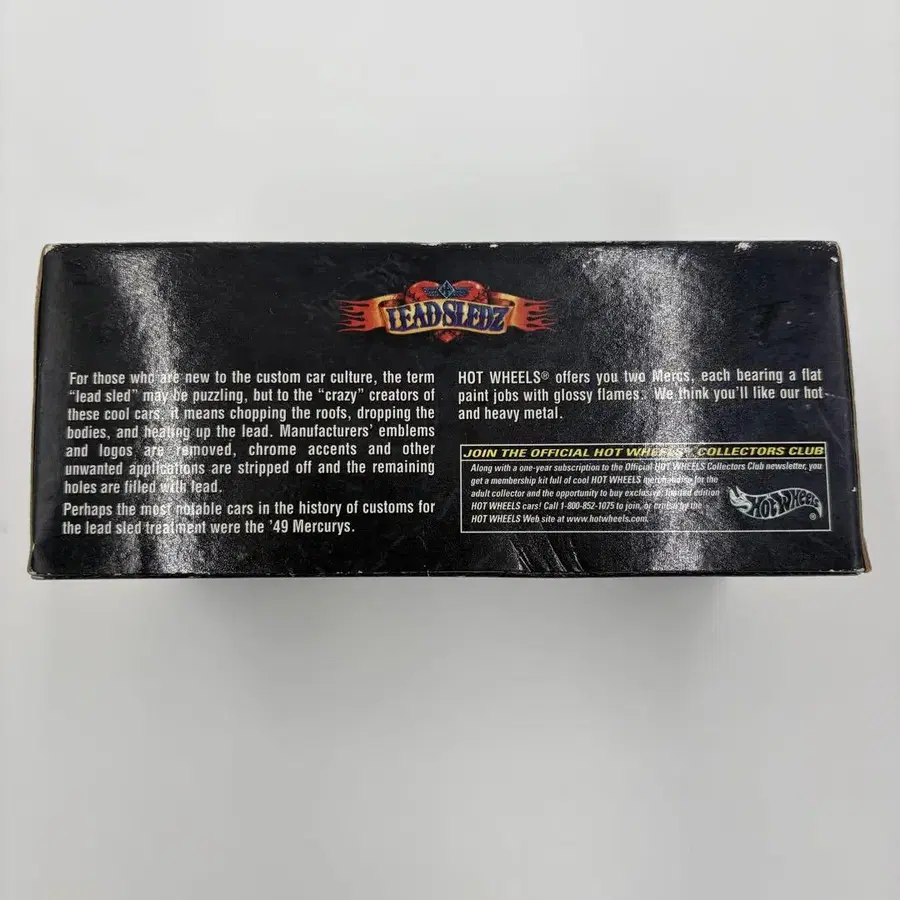 LEAD SLEDZ
For those who are new to the custom car culture, the term
"lead sled" may be puzzling, but to the "crazy" creators of
these cool cars, it means chopping the roofs, dropping the
bodies, and heating up the lead. Manufacturers' emblems
and logos are removed, chrome accents and other
unwanted applications are stripped off and the remaining
holes are filled with lead.
Perhaps the most notable cars in the history of customs for
the lead sled treatment were the '49 Mercurys.
HOT WHEELS® offers you two Mercs, each bearing a flat
paint jobs with glossy flames. We think you'll like our hot
and heavy metal.
JOIN THE OFFICIAL HOT WHEELS® COLLECTORS CLUB
Along with a one-year subscription to the Official HOT WHEELS Collectors Club newsletter, you
get a membership kit full of cool HOT WHEELS merchandise for the
adult collector and the opportunity to buy exclusive, limited edition
HOT WHEELS cars! Call 1-800-852-1075 to join, or by the
HOT WHEELS Web site at www.hotwheels.com.
HOT WHEELS ®